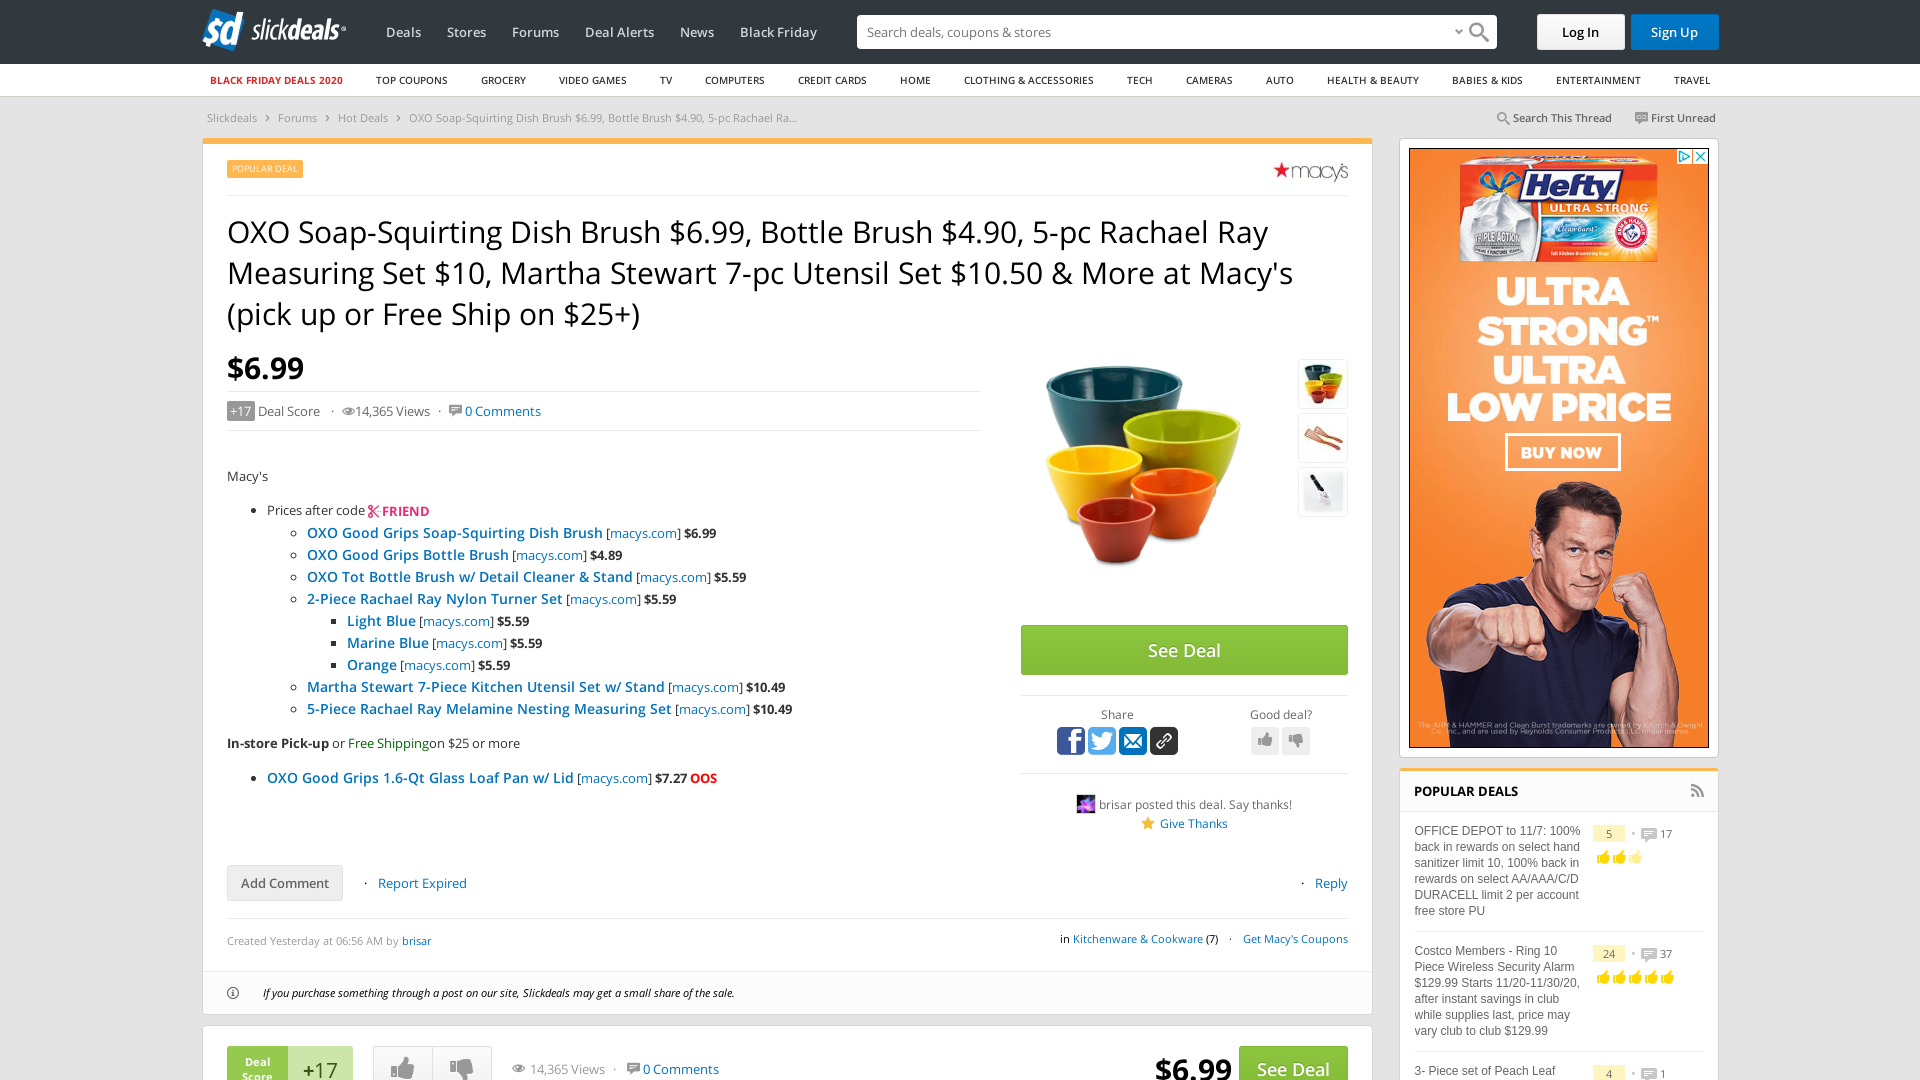 slickdeals
Deals Stores Forums Deal Alerts News Black Friday
Search deals, coupons & stores
Log In Sign Up
BLACK FRIDAY DEALS 2020 TOP COUPONS GROCERY VIDEO GAMES TV COMPUTERS CREDIT CARDS HOME CLOTHING & ACCESSORIES TECH CAMERAS AUTO HEALTH & BEAUTY BABIES & KIDS ENTERTAINMENT TRAVEL
Slickdeals › Forums › Hot Deals › OXO Soap-Squirting Dish Brush $6.99, Bottle Brush $4.90, 5-pc Rachael Ra...
Search This Thread First Unread
POPULAR DEAL
macy's
OXO Soap-Squirting Dish Brush $6.99, Bottle Brush $4.90, 5-pc Rachael Ray
Measuring Set $10, Martha Stewart 7-pc Utensil Set $10.50 & More at Macy's
(pick up or Free Ship on $25+)
$6.99
+17 Deal Score · 14,365 Views · 0 Comments
Macy's
Prices after code FRIEND
OXO Good Grips Soap-Squirting Dish Brush [macys.com] $6.99
OXO Good Grips Bottle Brush [macys.com] $4.89
OXO Tot Bottle Brush w/ Detail Cleaner & Stand [macys.com] $5.59
2-Piece Rachael Ray Nylon Turner Set [macys.com] $5.59
Light Blue [macys.com] $5.59
Marine Blue [macys.com] $5.59
Orange [macys.com] $5.59
Martha Stewart 7-Piece Kitchen Utensil Set w/ Stand [macys.com] $10.49
5-Piece Rachael Ray Melamine Nesting Measuring Set [macys.com] $10.49
In-store Pick-up or Free Shippingon $25 or more
OXO Good Grips 1.6-Qt Glass Loaf Pan w/ Lid [macys.com] $7.27 OOS
See Deal
Share
Good deal?
brisar posted this deal. Say thanks!
Give Thanks
Add Comment · Report Expired
· Reply
Created Yesterday at 06:56 AM by brisar
in Kitchenware & Cookware (7) · Get Macy's Coupons
If you purchase something through a post on our site, Slickdeals may get a small share of the sale.
Deal
Score
+17
14,365 Views · 0 Comments
$6.99
See Deal
Hefty
ULTRA STRONG
TRIPLE ACTION
Clean Burst
ARM & HAMMER
ULTRA
STRONG™
ULTRA
LOW PRICE
BUY NOW
The ARM & HAMMER and Clean Burst trademarks are owned by Church & Dwight
Co., Inc., and are used by Reynolds Consumer Products LLC under license.
POPULAR DEALS
OFFICE DEPOT to 11/7: 100%
back in rewards on select hand
sanitizer limit 10, 100% back in
rewards on select AA/AAA/C/D
DURACELL limit 2 per account
free store PU
5 • 17
Costco Members - Ring 10
Piece Wireless Security Alarm
$129.99 Starts 11/20-11/30/20,
after instant savings in club
while supplies last, price may
vary club to club $129.99
24 • 37
3- Piece set of Peach Leaf
4 • 1